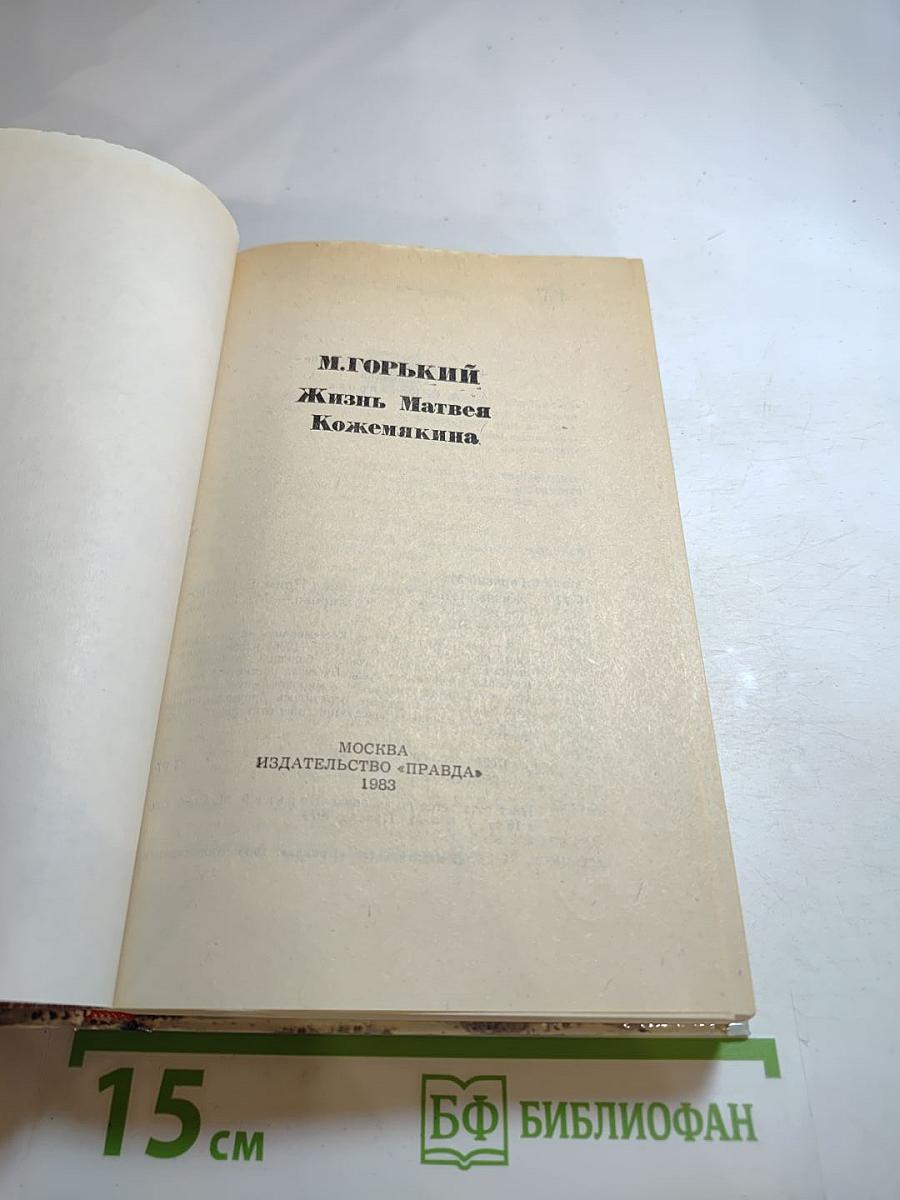 М.ГОРЬКИЙ
Жизнь Матвея
Кожемякина
МОСКВА
ИЗДАТЕЛЬСТВО «ПРАВДА»
1983
15 см
БФ БИБЛИОФАН